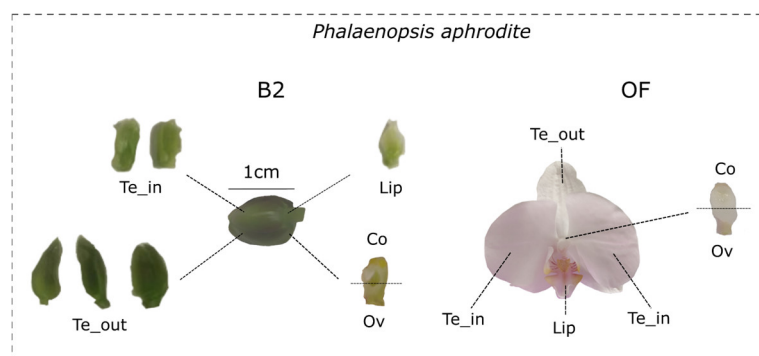 Phalaenopsis aphrodite
B2
OF
Te_in
1cm
Lip
Te_out
Co
Ov
Te_out
Co
Ov
Te_in
Lip
Te_in